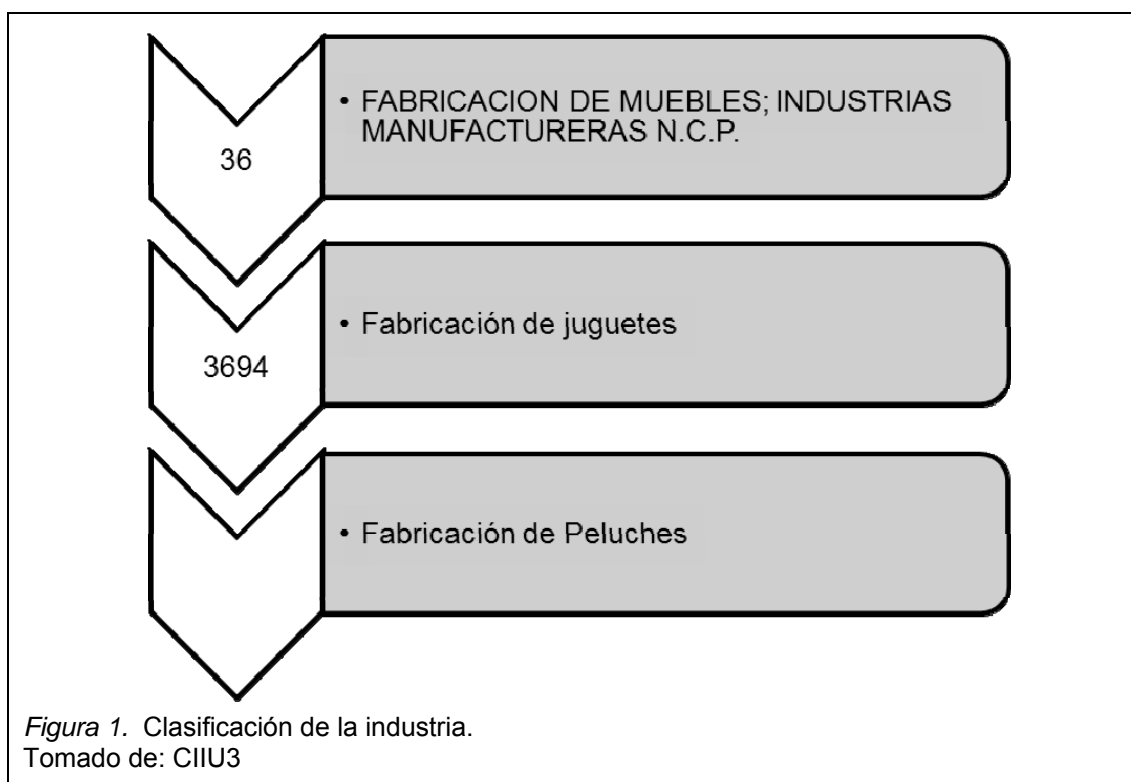 • FABRICACION DE MUEBLES; INDUSTRIAS
MANUFACTURERAS N.C.P.
36
• Fabricación de juguetes
3694
• Fabricación de Peluches
Figura 1. Clasificación de la industria.
Tomado de: CIIU3